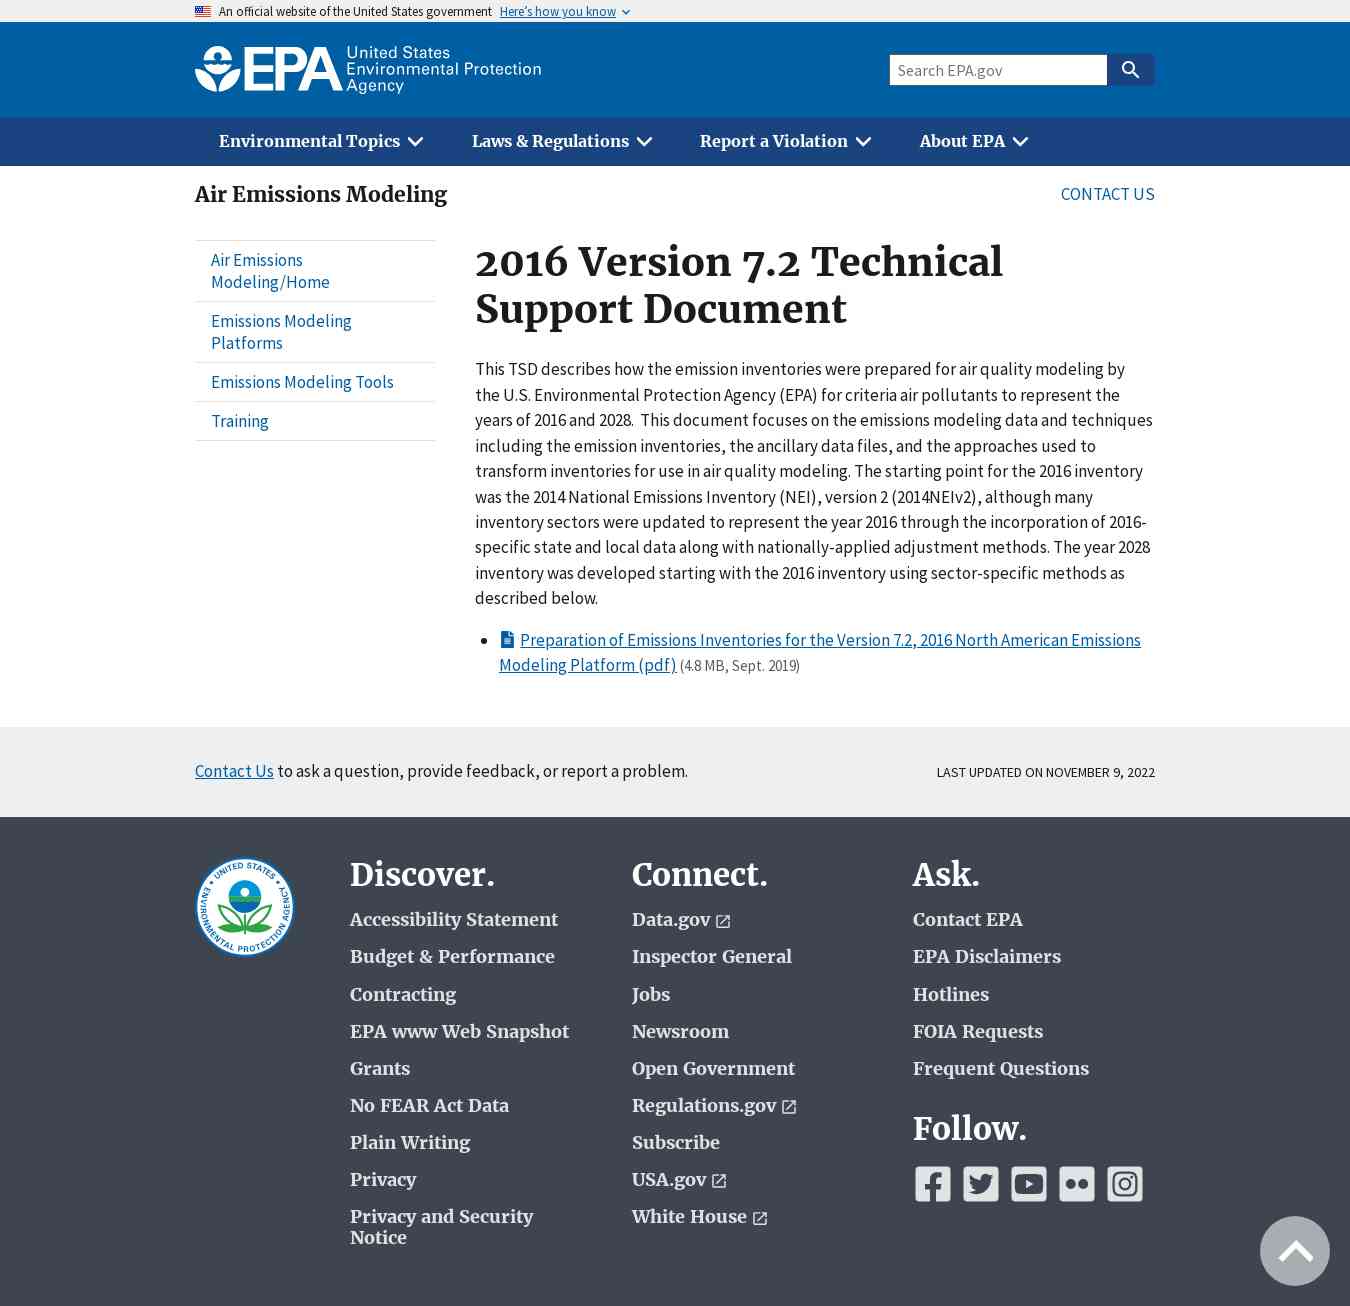 An official website of the United States government Here's how you know
EPA United States
Environmental Protection
Agency
Search EPA.gov
Environmental Topics
Laws & Regulations
Report a Violation
About EPA
Air Emissions Modeling
CONTACT US
Air Emissions
Modeling/Home
Emissions Modeling
Platforms
Emissions Modeling Tools
Training
2016 Version 7.2 Technical
Support Document
This TSD describes how the emission inventories were prepared for air quality modeling by
the U.S. Environmental Protection Agency (EPA) for criteria air pollutants to represent the
years of 2016 and 2028.  This document focuses on the emissions modeling data and techniques
including the emission inventories, the ancillary data files, and the approaches used to
transform inventories for use in air quality modeling. The starting point for the 2016 inventory
was the 2014 National Emissions Inventory (NEI), version 2 (2014NEIv2), although many
inventory sectors were updated to represent the year 2016 through the incorporation of 2016-
specific state and local data along with nationally-applied adjustment methods. The year 2028
inventory was developed starting with the 2016 inventory using sector-specific methods as
described below.
Preparation of Emissions Inventories for the Version 7.2, 2016 North American Emissions
Modeling Platform (pdf) (4.8 MB, Sept. 2019)
Contact Us to ask a question, provide feedback, or report a problem.
LAST UPDATED ON NOVEMBER 9, 2022
UNITED STATES
ENVIRONMENTAL PROTECTION AGENCY
Discover.
Accessibility Statement
Budget & Performance
Contracting
EPA www Web Snapshot
Grants
No FEAR Act Data
Plain Writing
Privacy
Privacy and Security
Notice
Connect.
Data.gov
Inspector General
Jobs
Newsroom
Open Government
Regulations.gov
Subscribe
USA.gov
White House
Ask.
Contact EPA
EPA Disclaimers
Hotlines
FOIA Requests
Frequent Questions
Follow.